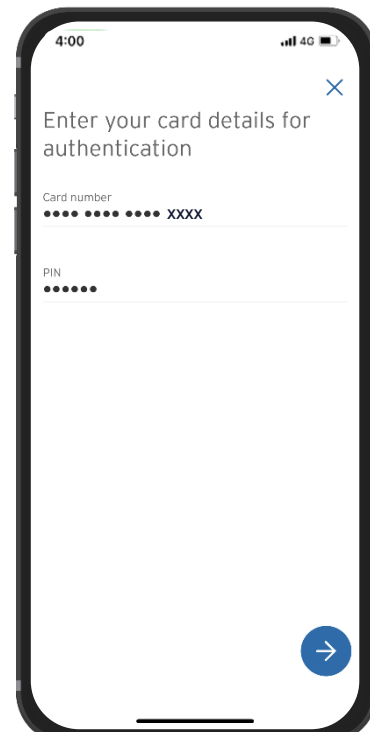 4:00 4G
Enter your card details for
authentication
Card number
•••• •••• •••• XXXX
PIN
••••••